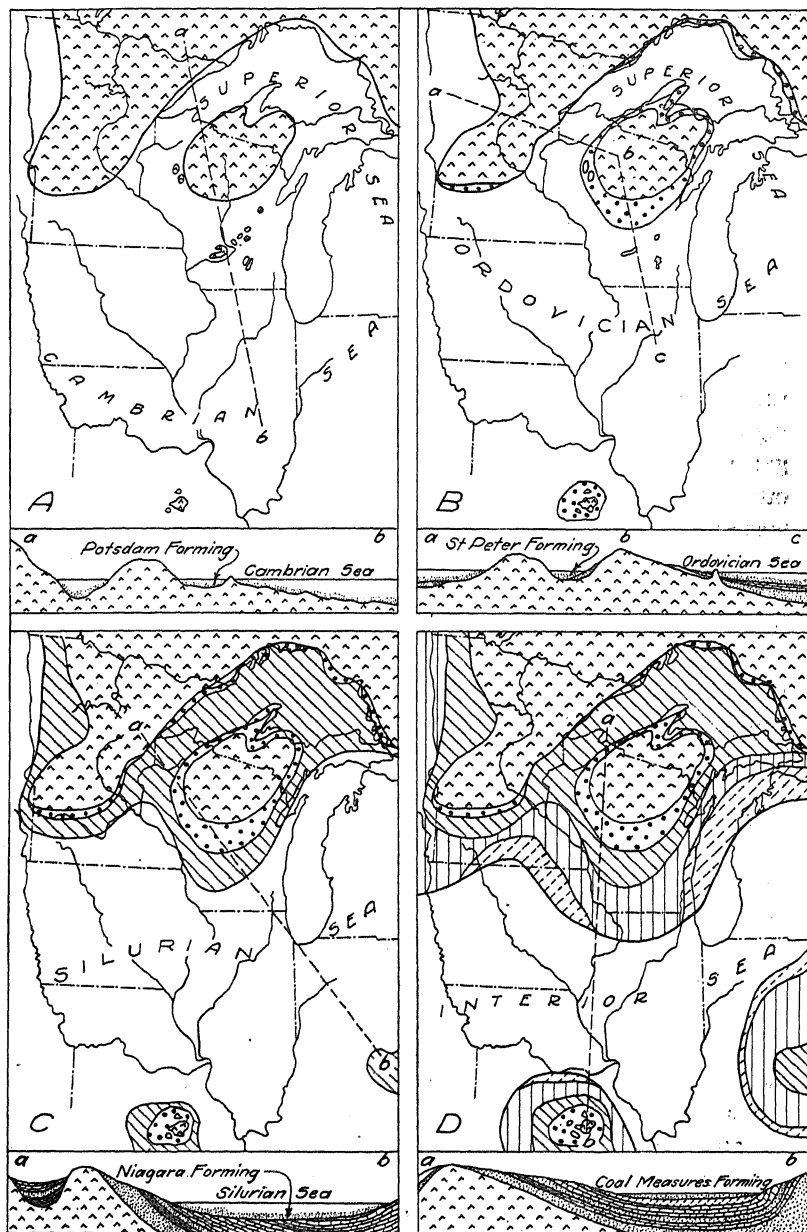 a
SUPERIOR
SEA
CAMBRIAN
SEA
b
A
a b
Potsdam Forming
Cambrian Sea
a
b
SUPERIOR
SEA
ORDOVICIAN
SEA
c
B
a b c
St Peter Forming
Ordovician Sea
a
SILURIAN
SEA
b
C
a b
Niagara Forming
Silurian Sea
a
INTERIOR
SEA
b
D
a b
Coal Measures Forming